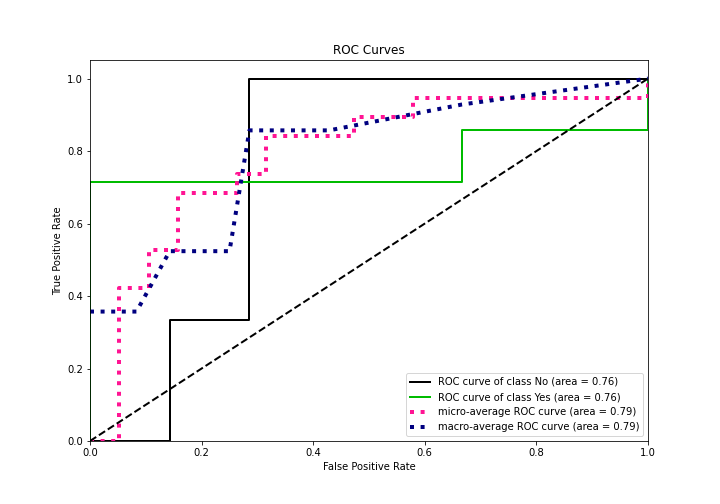 ROC Curves
True Positive Rate
1.0
0.8
0.6
0.4
0.2
0.0
0.0 0.2 0.4 0.6 0.8 1.0
False Positive Rate
ROC curve of class No (area = 0.76)
ROC curve of class Yes (area = 0.76)
micro-average ROC curve (area = 0.79)
macro-average ROC curve (area = 0.79)